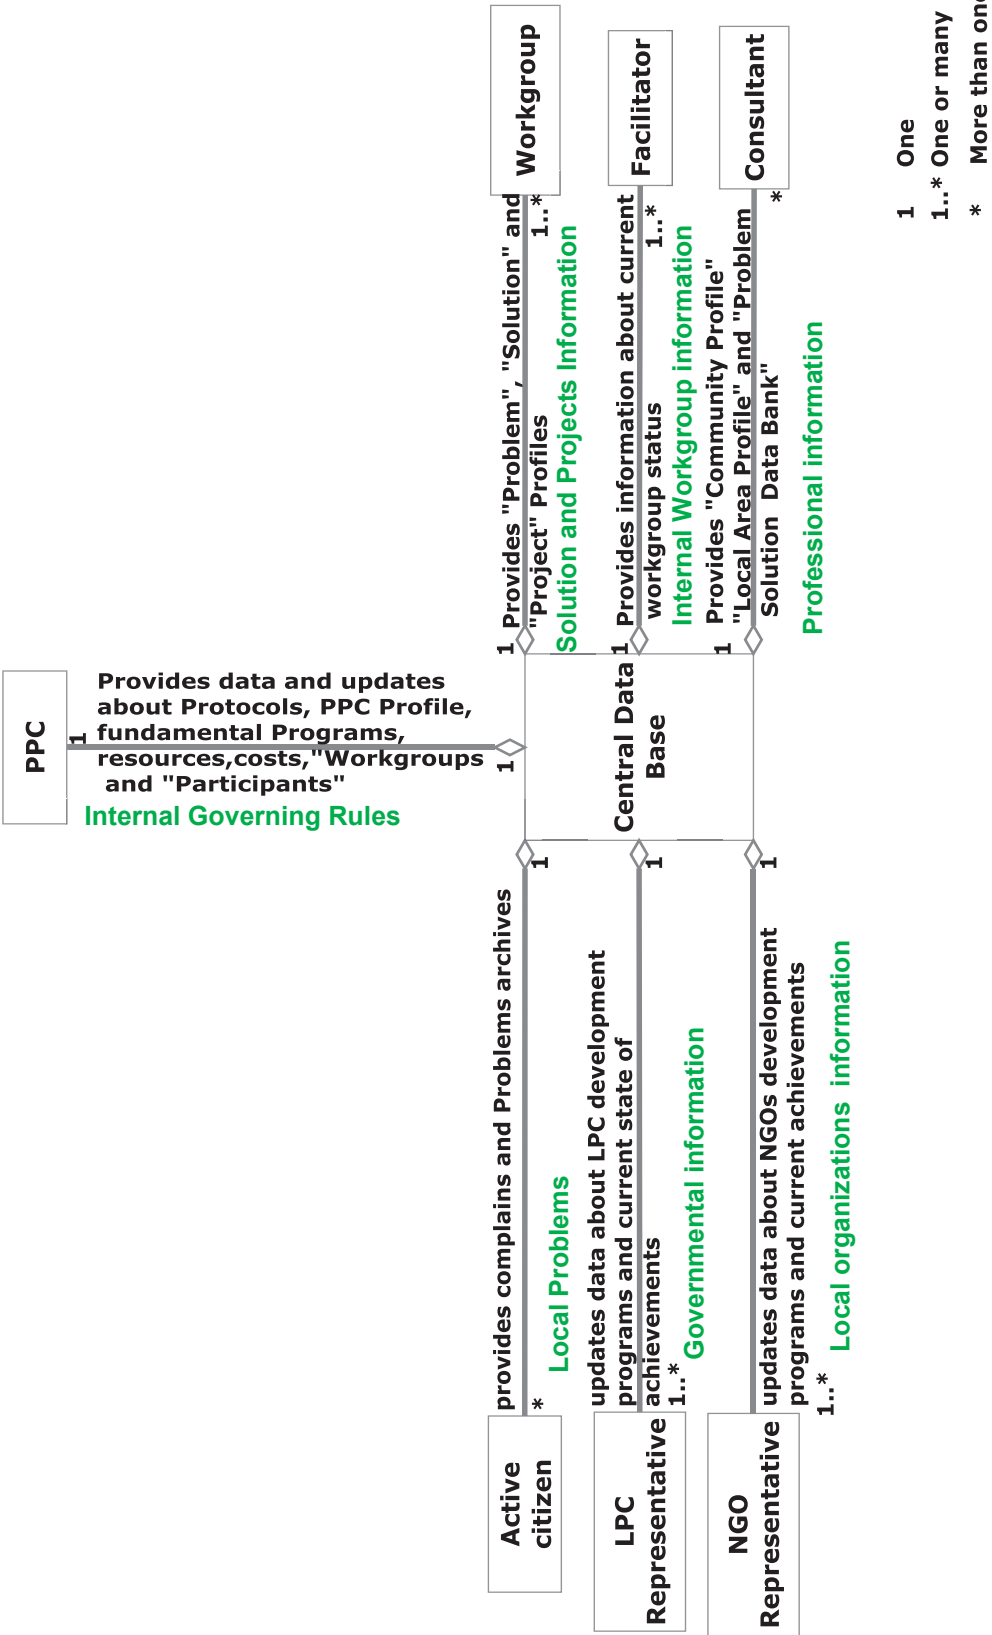 PPC
1
Provides data and updates
about Protocols, PPC Profile,
fundamental Programs,
resources,costs,"Workgroups
and "Participants"
Internal Governing Rules
1
Central Data
Base
Active
citizen
*
provides complains and Problems archives
Local Problems
1
LPC
Representative
updates data about LPC development
programs and current state of
achievements
1..*
Governmental information
1
NGO
Representative
updates data about NGOs development
programs and current achievements
1..*
Local organizations information
1
Workgroup
1..*
Provides "Problem", "Solution" and
"Project" Profiles
Solution and Projects Information
1
Facilitator
1..*
Provides information about current
workgroup status
Internal Workgroup information
1
Consultant
*
Provides "Community Profile"
"Local Area Profile" and "Problem
Solution Data Bank"
Professional information
1
1 One
1..* One or many
* More than one